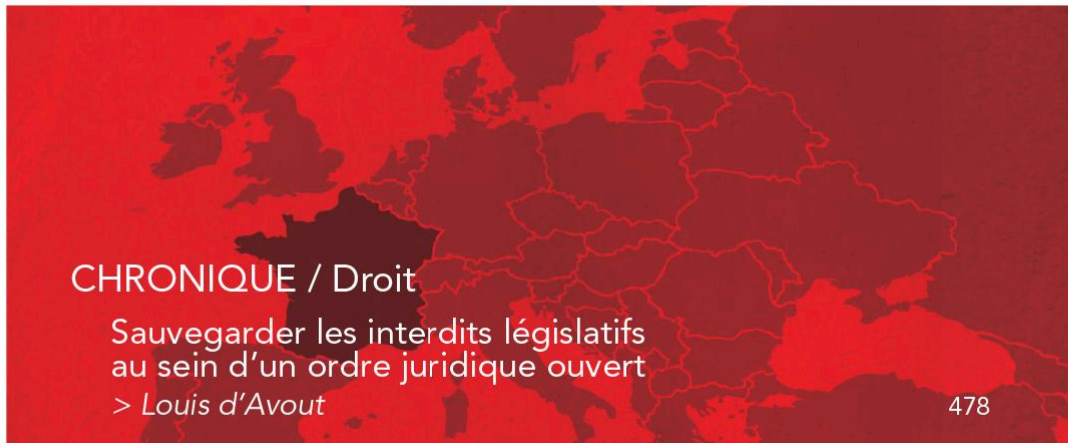 CHRONIQUE / Droit
Sauvegarder les interdits législatifs
au sein d'un ordre juridique ouvert
> Louis d'Avout
478